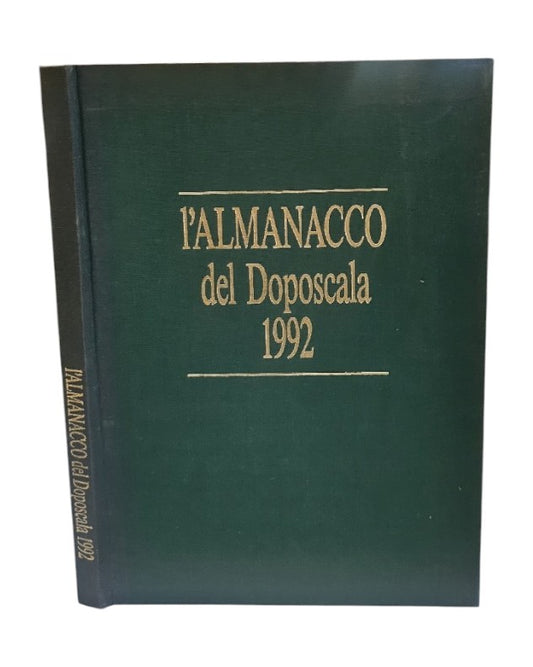 l'ALMANACCO
del Doposcala
1992
l'ALMANACCO del Doposcala 1992